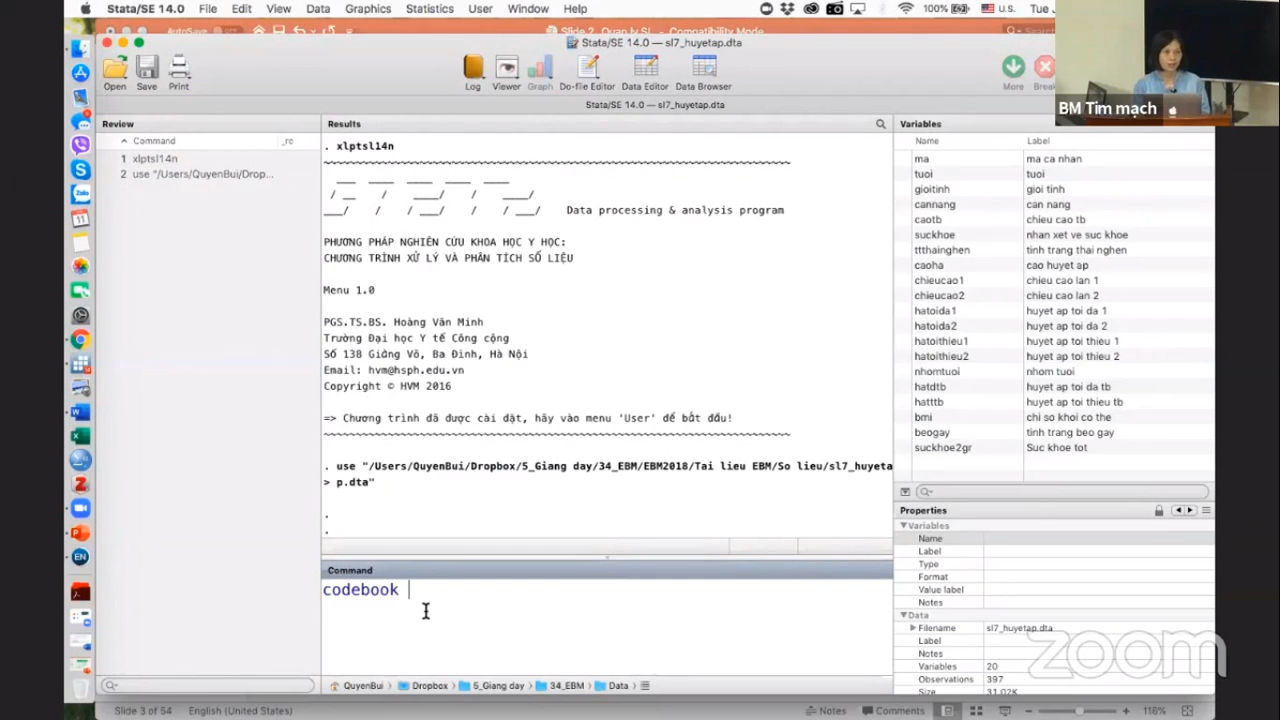 Stata/SE 14.0 File Edit View Data Graphics Statistics User Window Help 100% U.S. Tue
AutoSave Slide 2. Quan ly SL - Compatibility Mode
Stata/SE 14.0 — sl7_huyetap.dta
Open Save Print Log Viewer Graph Do-file Editor Data Editor Data Browser More Break
Stata/SE 14.0 — sl7_huyetap.dta
BM Tim mạch
Review
Command _rc
1 xlptsl14n
2 use "/Users/QuyenBui/Drop...
Results
. xlptsl14n
Data processing & analysis program
PHƯƠNG PHÁP NGHIÊN CỨU KHOA HỌC Y HỌC:
CHƯƠNG TRÌNH XỬ LÝ VÀ PHÂN TÍCH SỐ LIỆU
Menu 1.0
PGS.TS.BS. Hoàng Văn Minh
Trường Đại học Y tế Công cộng
Số 138 Giảng Võ, Ba Đình, Hà Nội
Email: hvm@hsph.edu.vn
Copyright © HVM 2016
=> Chương trình đã được cài đặt, hãy vào menu 'User' để bắt đầu!
. use "/Users/QuyenBui/Dropbox/5_Giang day/34_EBM/EBM2018/Tai lieu EBM/So lieu/sl7_huyeta
> p.dta"
.
.
Command
codebook
QuyenBui Dropbox 5_Giang day 34_EBM Data
Variables
Name Label
ma ma ca nhan
tuoi tuoi
gioitinh gioi tinh
cannang can nang
caotb chieu cao tb
suckhoe nhan xet ve suc khoe
ttthainghen tinh trang thai nghen
caoha cao huyet ap
chieucao1 chieu cao lan 1
chieucao2 chieu cao lan 2
hatoida1 huyet ap toi da 1
hatoida2 huyet ap toi da 2
hatoithieu1 huyet ap toi thieu 1
hatoithieu2 huyet ap toi thieu 2
nhomtuoi nhom tuoi
hatdtb huyet ap toi da tb
hatttb huyet ap toi thieu tb
bmi chi so khoi co the
beogay tinh trang beo gay
suckhoe2gr Suc khoe tot
Properties
Variables
Name
Label
Type
Format
Value label
Notes
Data
Filename sl7_huyetap.dta
Label
Notes
Variables 20
Observations 397
Size 31.02K
zoom
Slide 3 of 54 English (United States) Notes Comments 116%